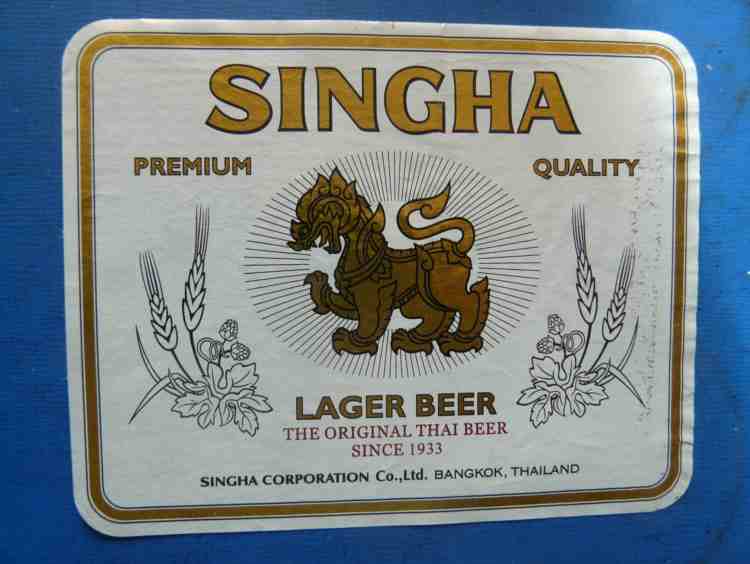 SINGHA
PREMIUM QUALITY
LAGER BEER
THE ORIGINAL THAI BEER
SINCE 1933
SINGHA CORPORATION Co.,Ltd. BANGKOK, THAILAND